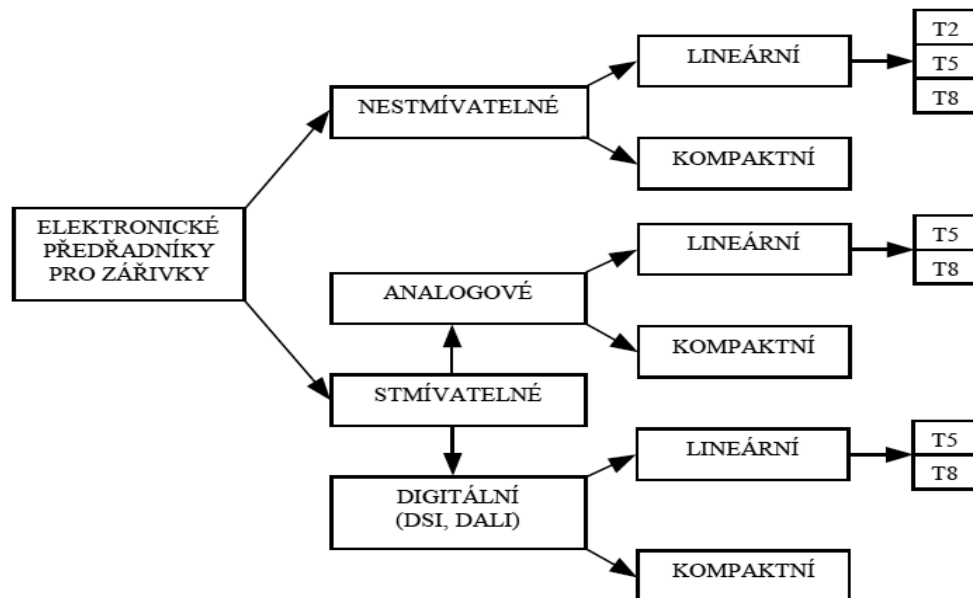 ELEKTRONICKÉ
PŘEDŘADNÍKY
PRO ZÁŘIVKY
NESTMÍVATELNÉ
LINEÁRNÍ
T2
T5
T8
KOMPAKTNÍ
STMÍVATELNÉ
ANALOGOVÉ
LINEÁRNÍ
T5
T8
KOMPAKTNÍ
DIGITÁLNÍ
(DSI, DALI)
LINEÁRNÍ
T5
T8
KOMPAKTNÍ